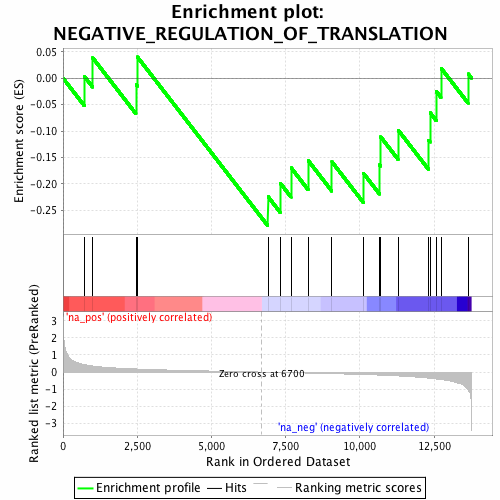 Enrichment plot:
NEGATIVE_REGULATION_OF_TRANSLATION
Enrichment score (ES)
0.05
0.00
-0.05
-0.10
-0.15
-0.20
-0.25
Ranked list metric (PreRanked)
3
2
1
0
-1
-2
-3
'na_pos' (positively correlated)
Zero cross at 6700
'na_neg' (negatively correlated)
0
2,500
5,000
7,500
10,000
12,500
Rank in Ordered Dataset
Enrichment profile
Hits
Ranking metric scores